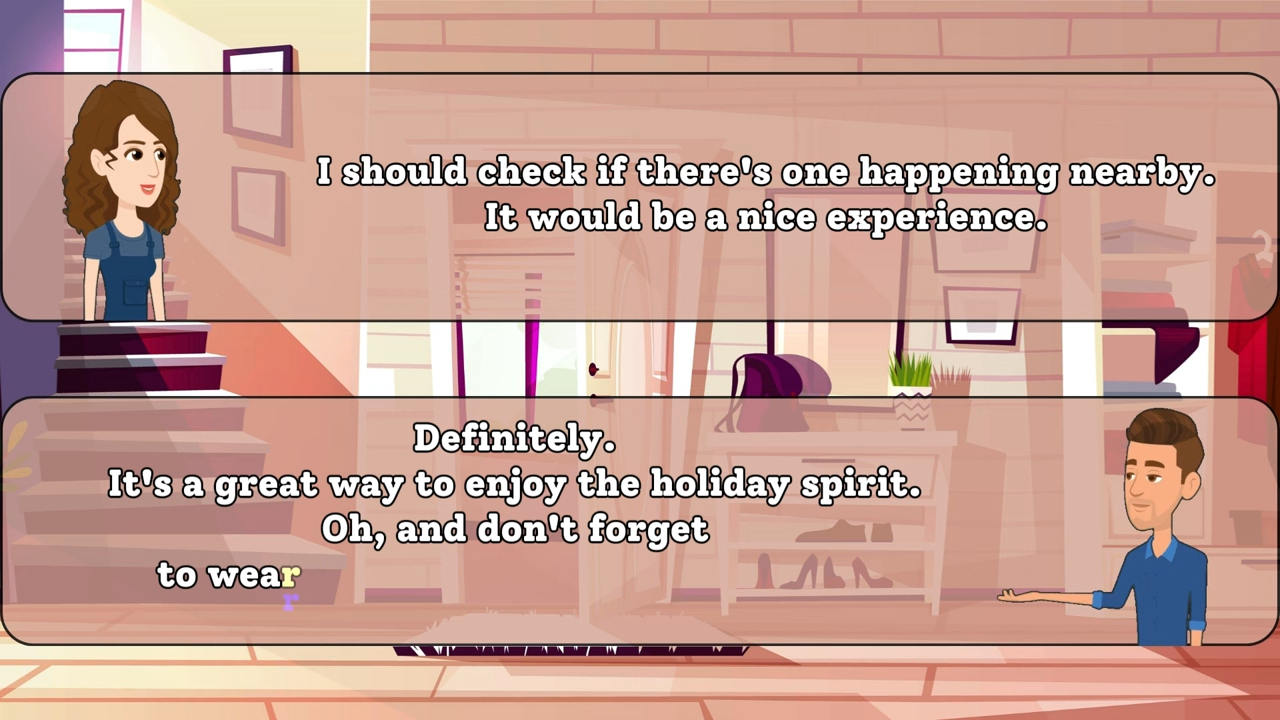 I should check if there's one happening nearby.
It would be a nice experience.
Definitely.
It's a great way to enjoy the holiday spirit.
Oh, and don't forget
to wear